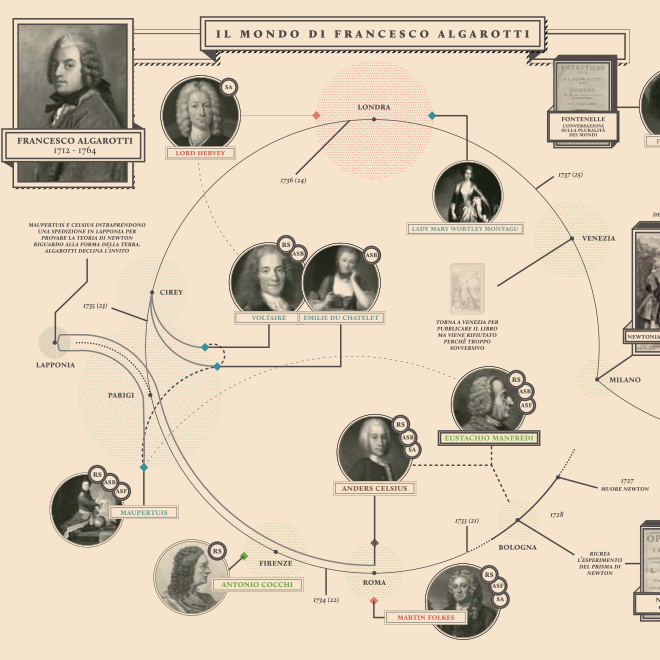 IL MONDO DI FRANCESCO ALGAROTTI
FRANCESCO ALGAROTTI
1712 - 1764
SA
LORD HERVEY
LONDRA
1736 (24)
LADY MARY WORTLEY MONTAGU
FONTENELLE
CONVERSAZIONI
SULLA PLURALITÀ
DEI MONDI
1737 (25)
VENEZIA
MAUPERTUIS E CELSIUS INTRAPRENDONO
UNA SPEDIZIONE IN LAPPONIA PER
PROVARE LA TEORIA DI NEWTON
RIGUARDO ALLA FORMA DELLA TERRA.
ALGAROTTI DECLINA L'INVITO
RS
ASB
ASB
VOLTAIRE
EMILIE DU CHATELET
CIREY
1735 (23)
TORNA A VENEZIA PER
PUBBLICARE IL LIBRO
MA VIENE RIFIUTATO
PERCHÈ TROPPO
SOVVERSIVO
LAPPONIA
PARIGI
MILANO
RS
ASB
ASF
EUSTACHIO MANFREDI
RS
ASB
SA
ANDERS CELSIUS
RS
ASB
ASF
MAUPERTUIS
1727
MUORE NEWTON
1728
1733 (21)
BOLOGNA
RICREA
L'ESPERIMENTO
DEL PRISMA DI
NEWTON
RS
ANTONIO COCCHI
FIRENZE
ROMA
1734 (22)
RS
ASF
SA
MARTIN FOLKES